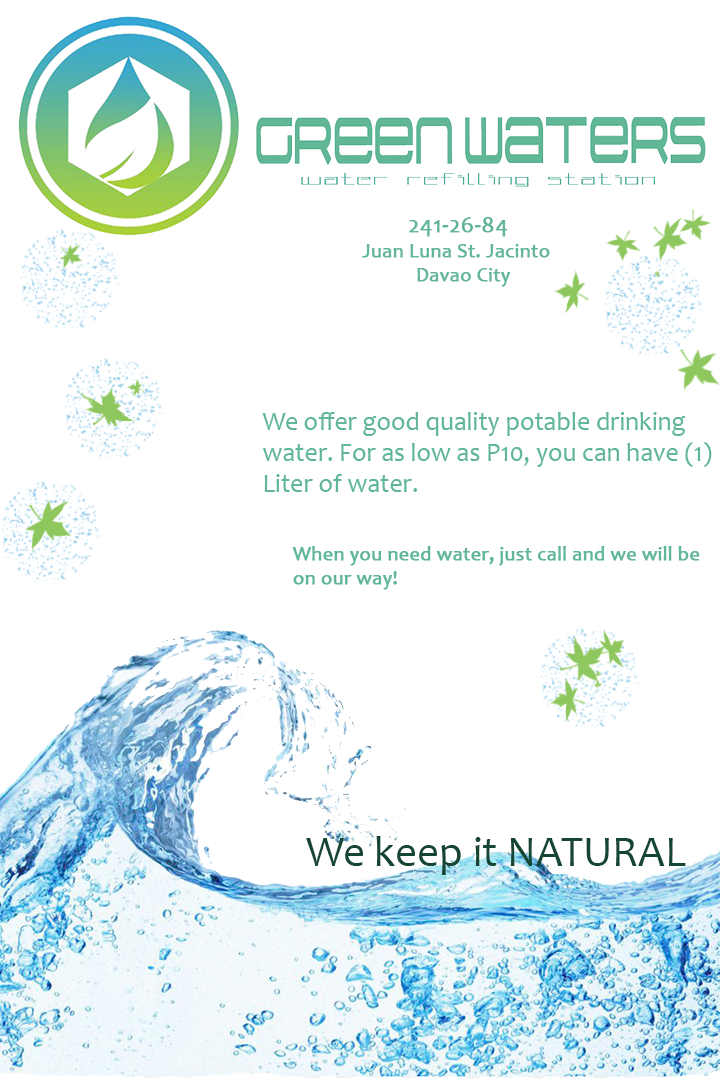 GREEN WATERS
water refilling station
241-26-84
Juan Luna St. Jacinto
Davao City
We offer good quality potable drinking
water. For as low as P10, you can have (1)
Liter of water.
When you need water, just call and we will be
on our way!
We keep it NATURAL